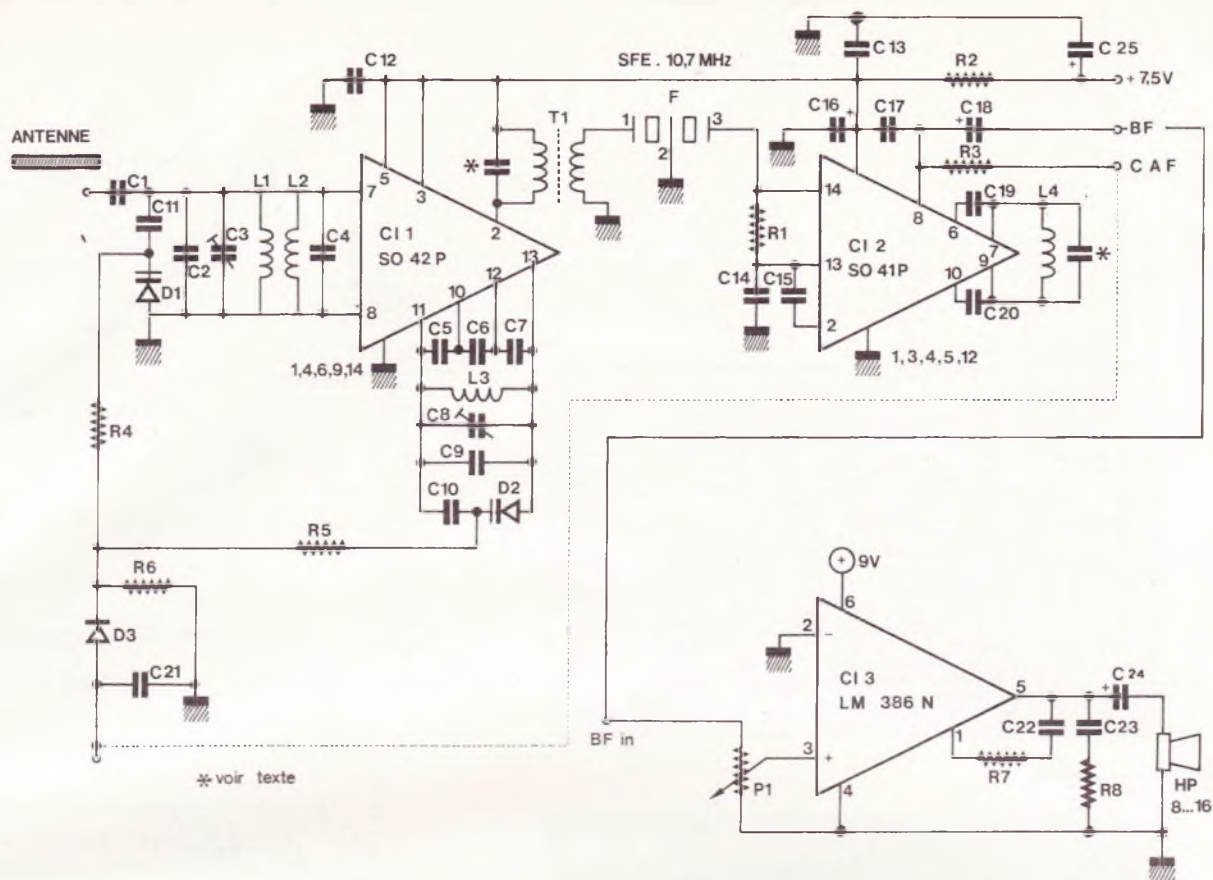 C12
SFE . 10,7 MHz
C13
C 25
R2
+ 7,5V
ANTENNE
T1
F
1
3
2
C16
C17
C18
BF
R3
C A F
C1
L1
L2
7
5
3
*
2
C11
C2
C3
C4
CI 1
SO 42 P
D1
8
13
12
10
11
1,4,6,9,14
14
R1
13
C14
C15
2
CI 2
SO 41P
8
6
7
9
10
C19
L4
*
C20
1,3,4,5,12
C5
C6
C7
L3
C8
C9
C10
D2
R4
R5
R6
D3
C21
* voir texte
+
9V
6
2
−
CI 3
LM 386 N
5
C24
+
BF in
3
+
1
C22
C23
P1
4
R7
R8
HP
8...16